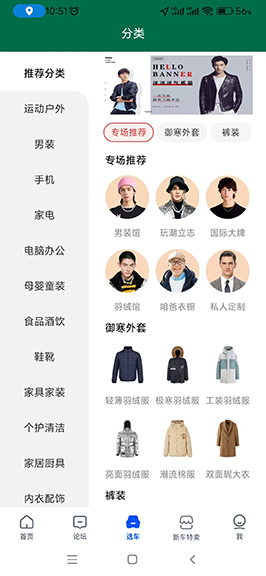 10:51
56%
分类
推荐分类
运动户外
男装
手机
家电
电脑办公
母婴童装
食品酒饮
鞋靴
家具家装
个护清洁
家居厨具
内衣配饰
HELLO
BANNER
专场推荐
御寒外套
裤装
专场推荐
男装馆
玩潮立志
国际大牌
羽绒馆
咱爸衣橱
私人定制
御寒外套
轻薄羽绒服
极寒羽绒服
工装羽绒服
亮面羽绒服
潮流棉服
双面昵大衣
裤装
首页
论坛
选车
新车特卖
我